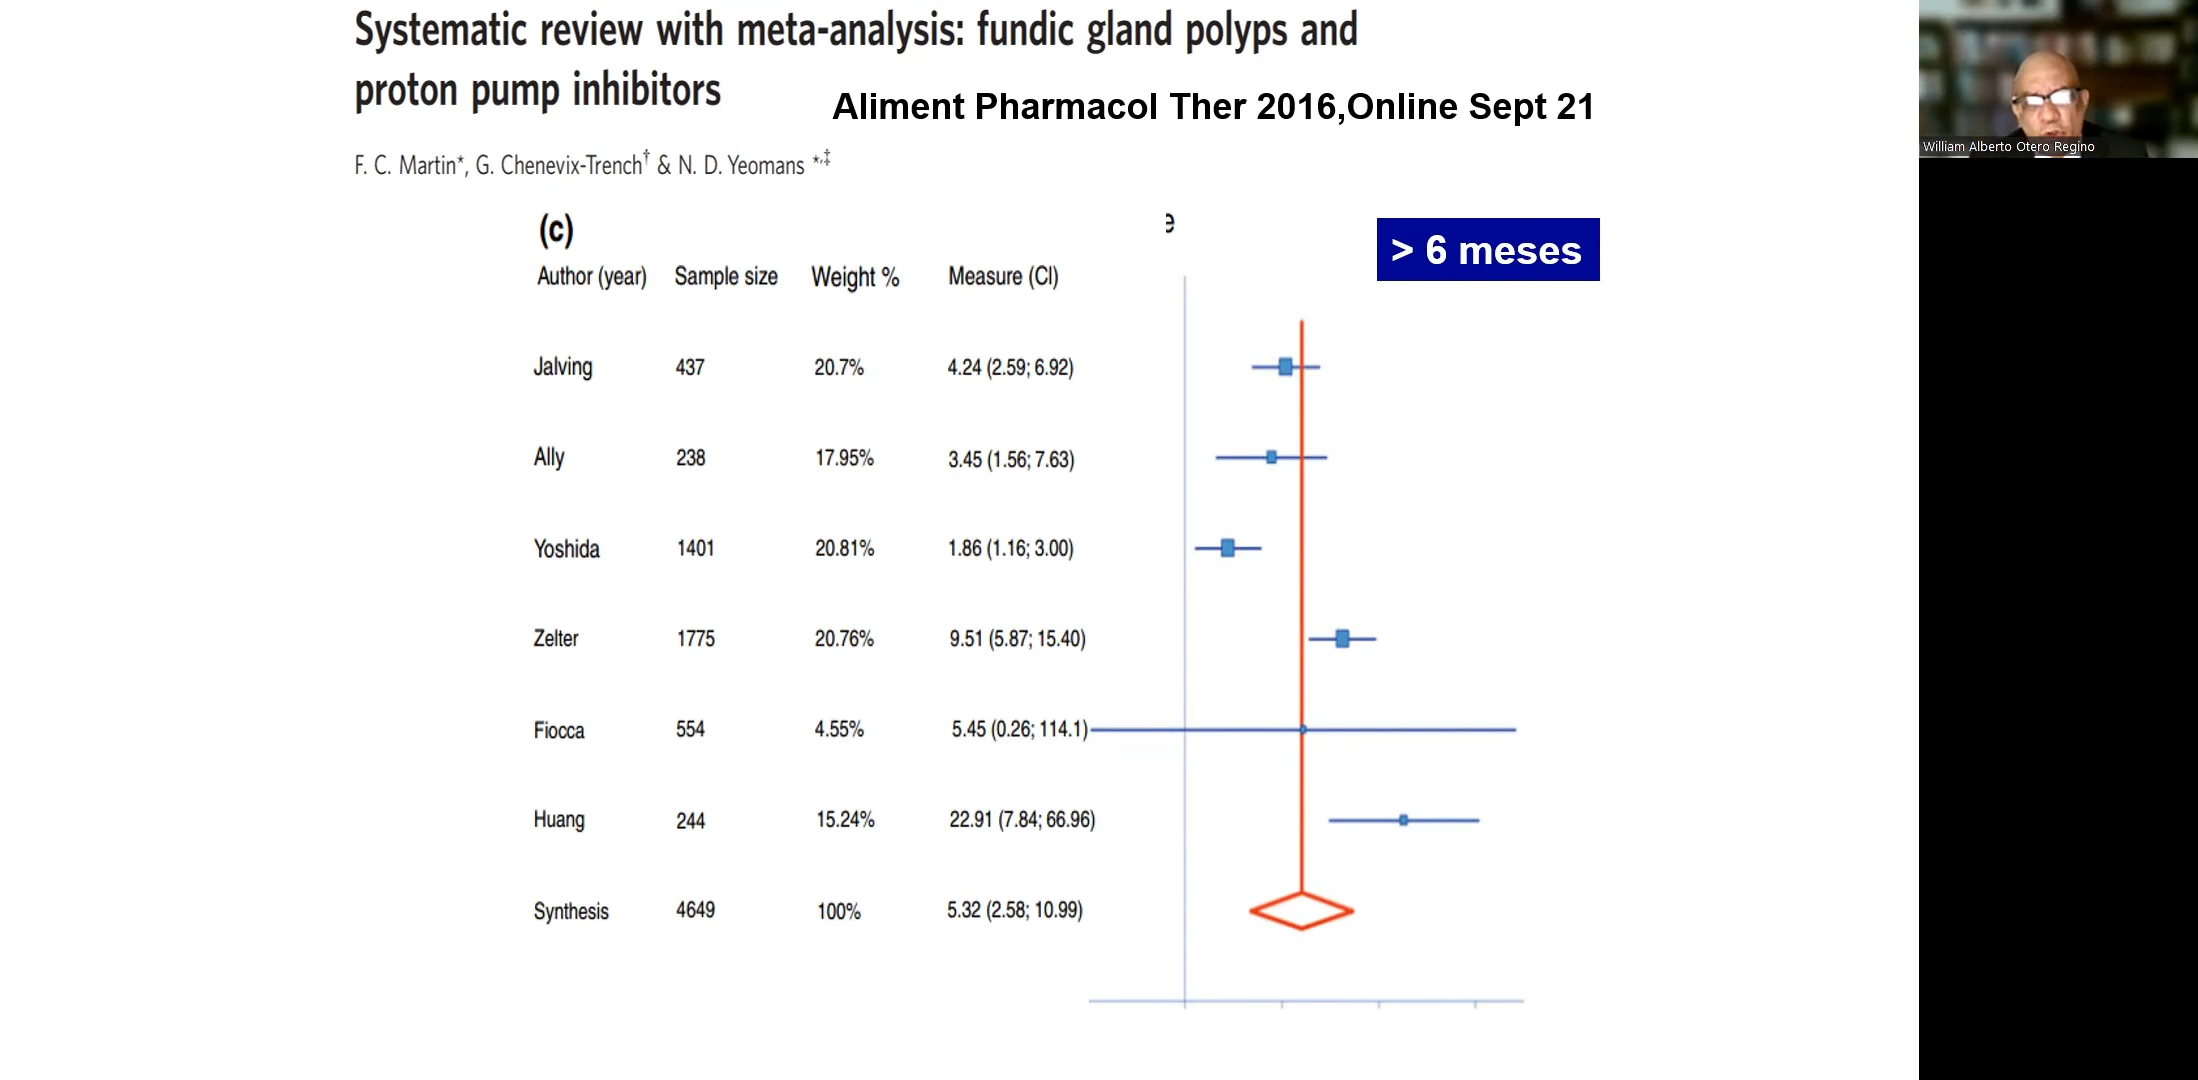 Systematic review with meta-analysis: fundic gland polyps and
proton pump inhibitors
Aliment Pharmacol Ther 2016,Online Sept 21
F. C. Martin*, G. Chenevix-Trench† & N. D. Yeomans *,‡
William Alberto Otero Regino
(c)
e
> 6 meses
Author (year) Sample size Weight % Measure (CI)
Jalving 437 20.7% 4.24 (2.59; 6.92)
Ally 238 17.95% 3.45 (1.56; 7.63)
Yoshida 1401 20.81% 1.86 (1.16; 3.00)
Zelter 1775 20.76% 9.51 (5.87; 15.40)
Fiocca 554 4.55% 5.45 (0.26; 114.1)
Huang 244 15.24% 22.91 (7.84; 66.96)
Synthesis 4649 100% 5.32 (2.58; 10.99)